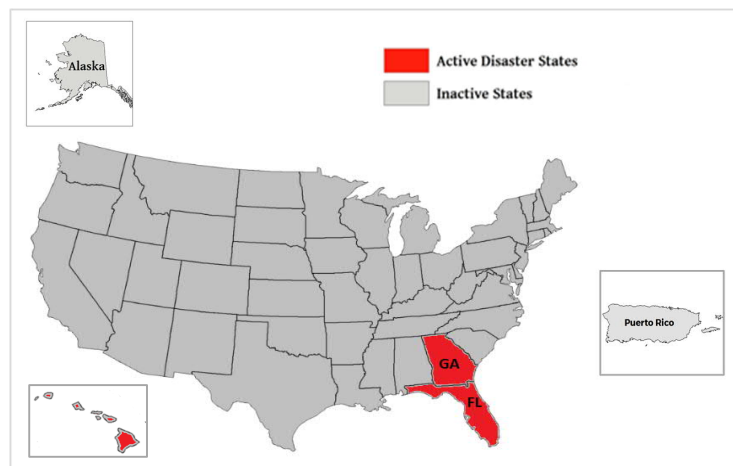 Alaska
Active Disaster States
Inactive States
Puerto Rico
GA
FL